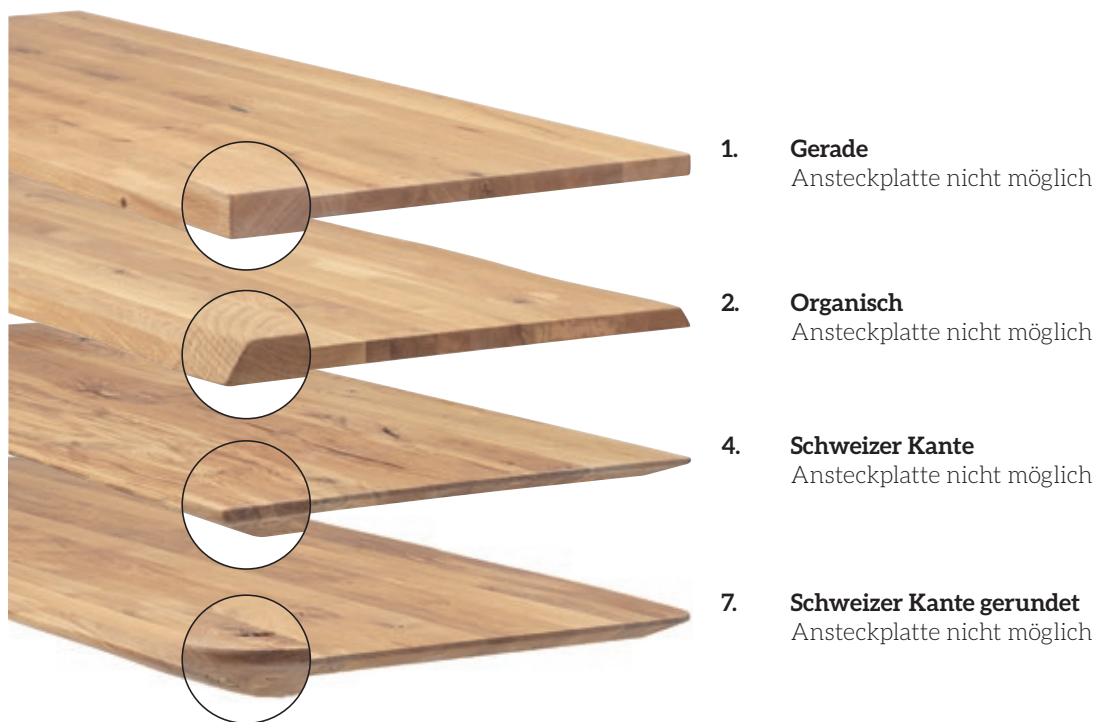 1. Gerade
Ansteckplatte nicht möglich
2. Organisch
Ansteckplatte nicht möglich
4. Schweizer Kante
Ansteckplatte nicht möglich
7. Schweizer Kante gerundet
Ansteckplatte nicht möglich